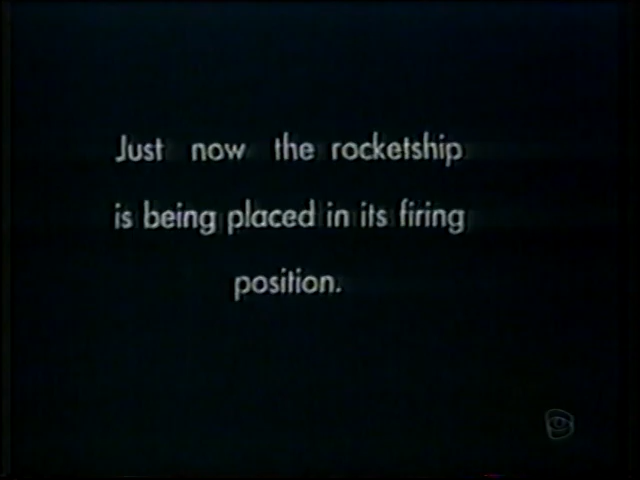 Just now the rocketship
is being placed in its firing
position.